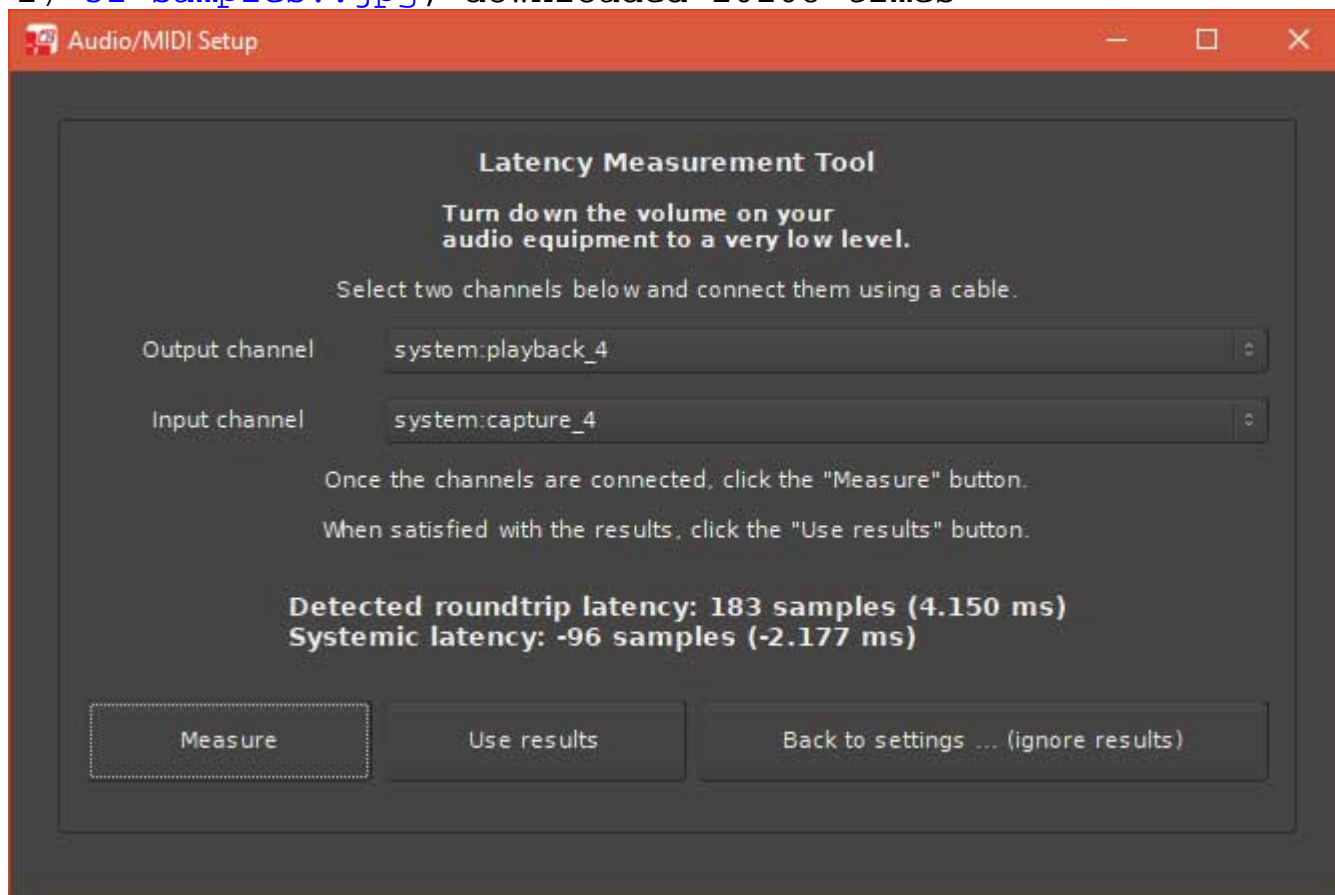 Audio/MIDI Setup
Latency Measurement Tool
Turn down the volume on your
audio equipment to a very low level.
Select two channels below and connect them using a cable.
Output channel system:playback_4
Input channel system:capture_4
Once the channels are connected, click the "Measure" button.
When satisfied with the results, click the "Use results" button.
Detected roundtrip latency: 183 samples (4.150 ms)
Systemic latency: -96 samples (-2.177 ms)
Measure Use results Back to settings ... (ignore results)